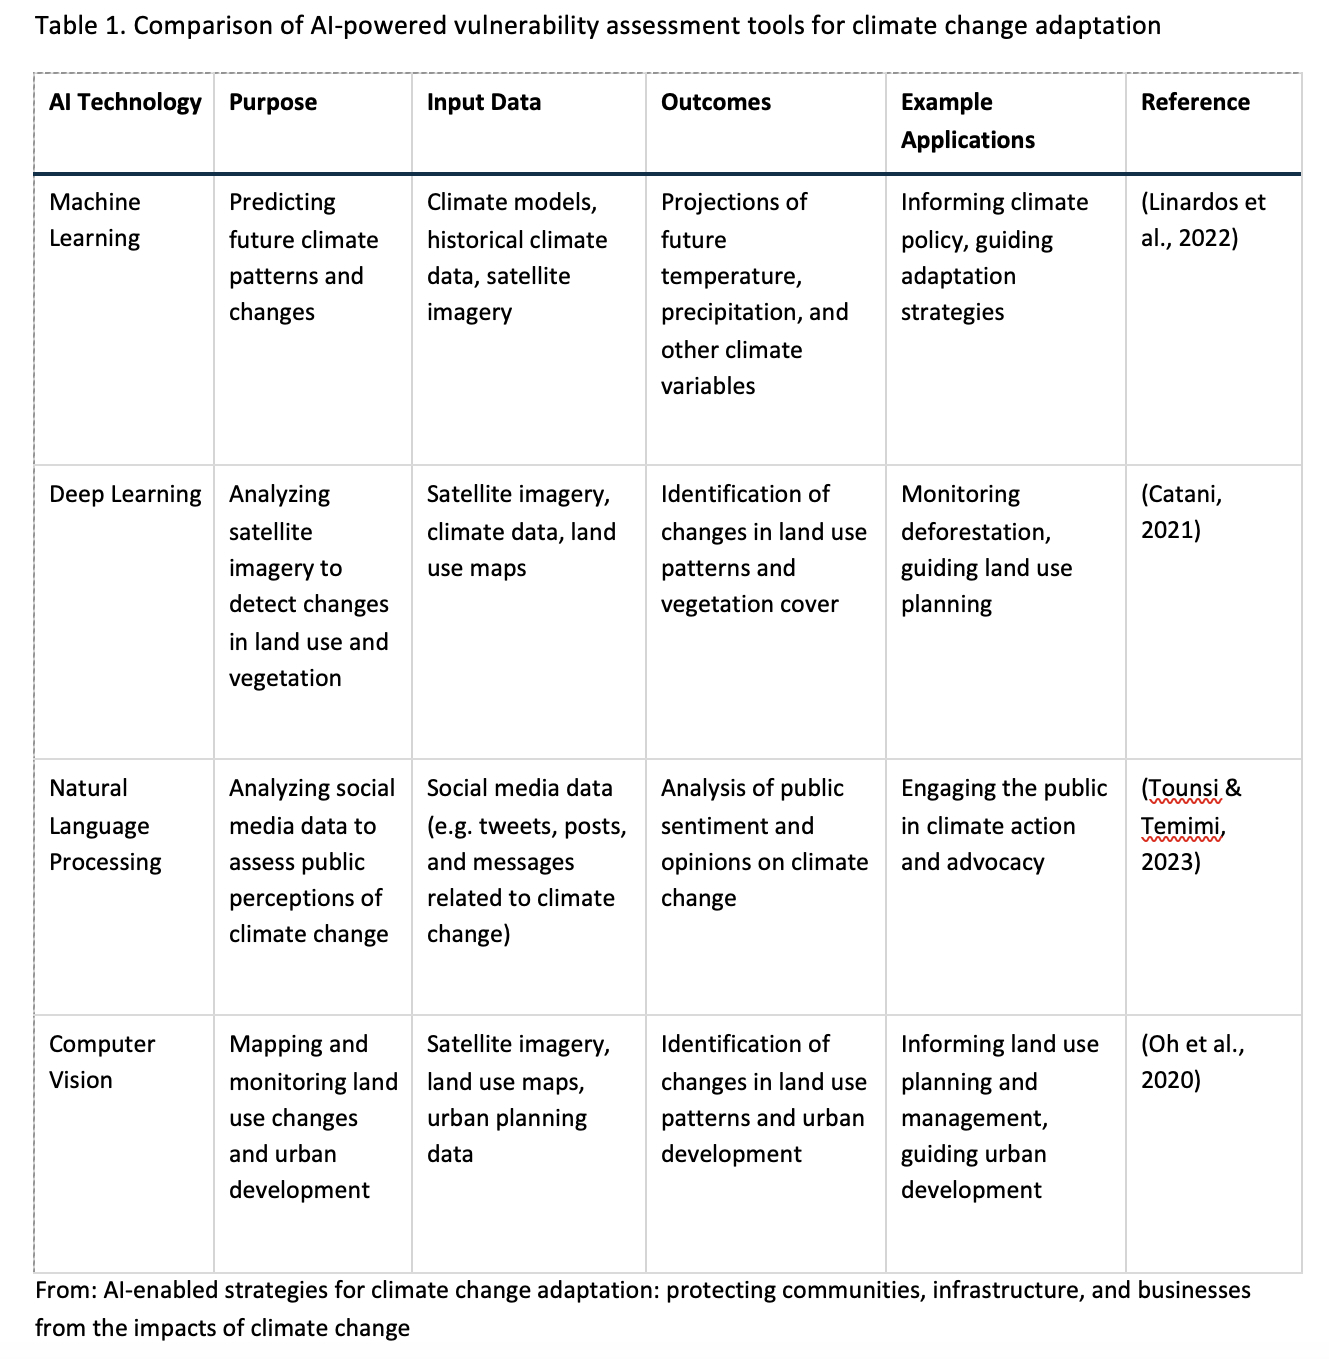 Table 1. Comparison of AI-powered vulnerability assessment tools for climate change adaptation
AI Technology
Purpose
Input Data
Outcomes
Example
Applications
Reference
Machine
Learning
Predicting
future climate
patterns and
changes
Climate models,
historical climate
data, satellite
imagery
Projections of
future
temperature,
precipitation, and
other climate
variables
Informing climate
policy, guiding
adaptation
strategies
(Linardos et
al., 2022)
Deep Learning
Analyzing
satellite
imagery to
detect changes
in land use and
vegetation
Satellite imagery,
climate data, land
use maps
Identification of
changes in land use
patterns and
vegetation cover
Monitoring
deforestation,
guiding land use
planning
(Catani,
2021)
Natural
Language
Processing
Analyzing social
media data to
assess public
perceptions of
climate change
Social media data
(e.g. tweets, posts,
and messages
related to climate
change)
Analysis of public
sentiment and
opinions on climate
change
Engaging the public
in climate action
and advocacy
(Tounsi &
Temimi,
2023)
Computer
Vision
Mapping and
monitoring land
use changes
and urban
development
Satellite imagery,
land use maps,
urban planning
data
Identification of
changes in land use
patterns and urban
development
Informing land use
planning and
management,
guiding urban
development
(Oh et al.,
2020)
From: AI-enabled strategies for climate change adaptation: protecting communities, infrastructure, and businesses
from the impacts of climate change